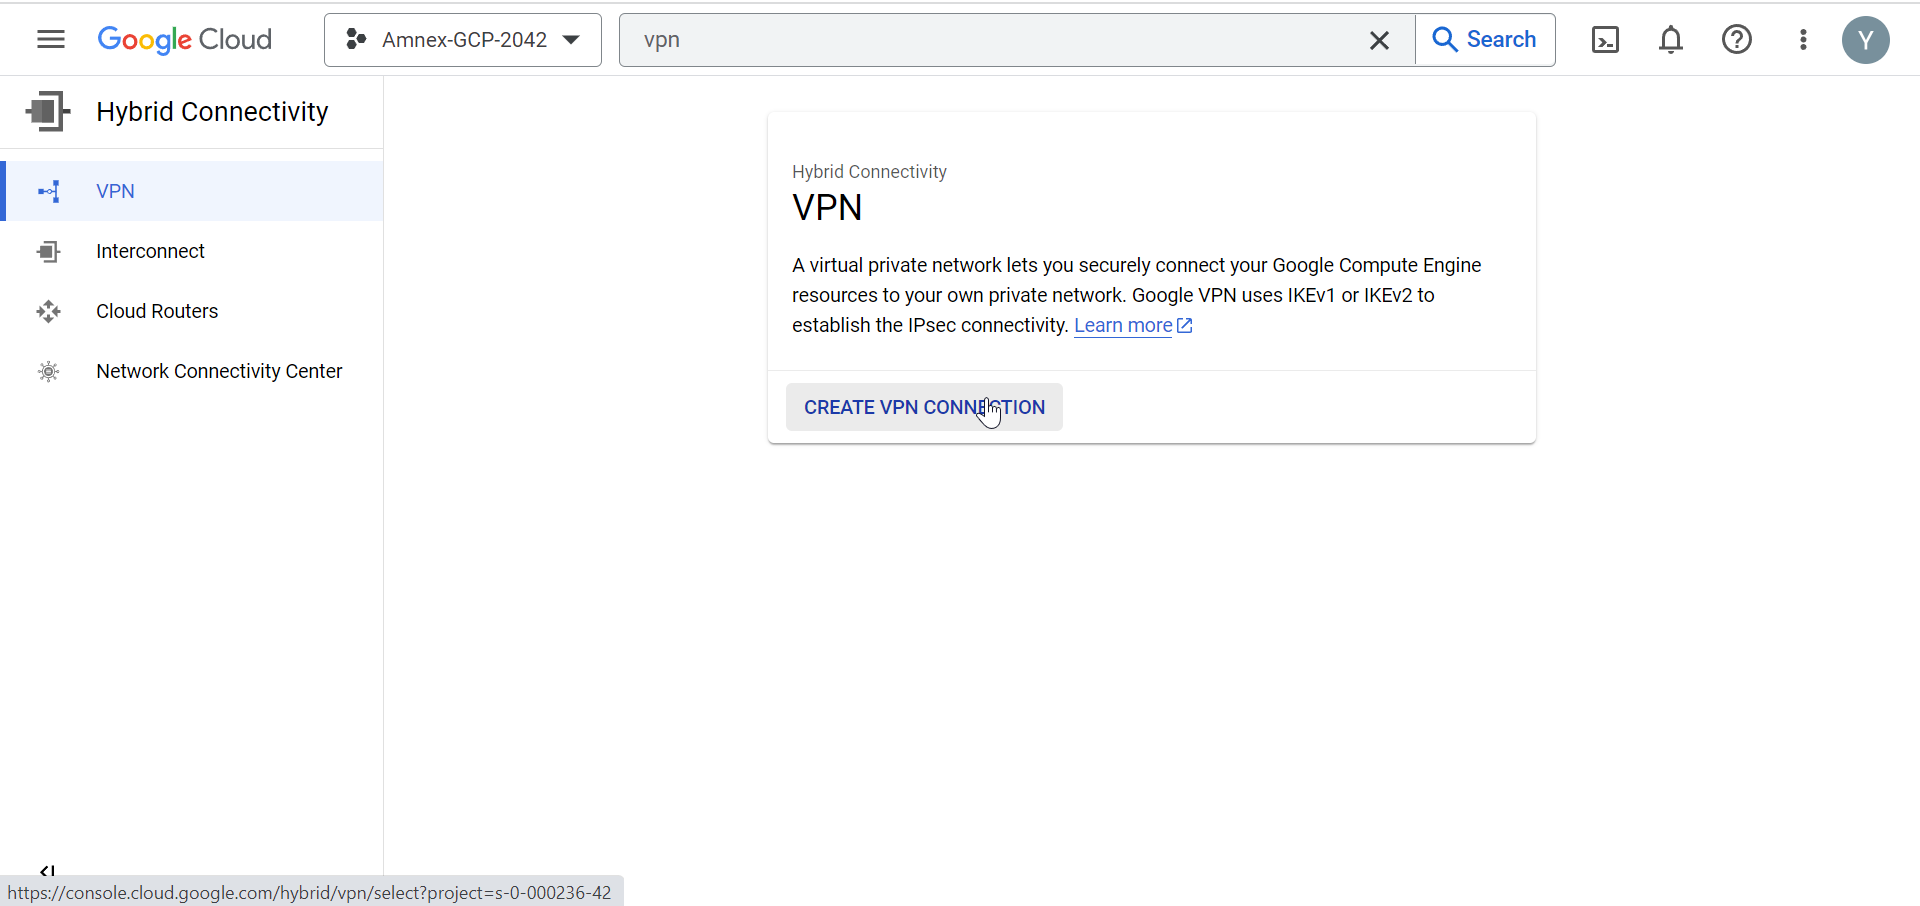 Google Cloud
Amnex-GCP-2042
vpn
Search
Y
Hybrid Connectivity
VPN
Interconnect
Cloud Routers
Network Connectivity Center
Hybrid Connectivity
VPN
A virtual private network lets you securely connect your Google Compute Engine
resources to your own private network. Google VPN uses IKEv1 or IKEv2 to
establish the IPsec connectivity. Learn more
CREATE VPN CONNECTION
https://console.cloud.google.com/hybrid/vpn/select?project=s-0-000236-42